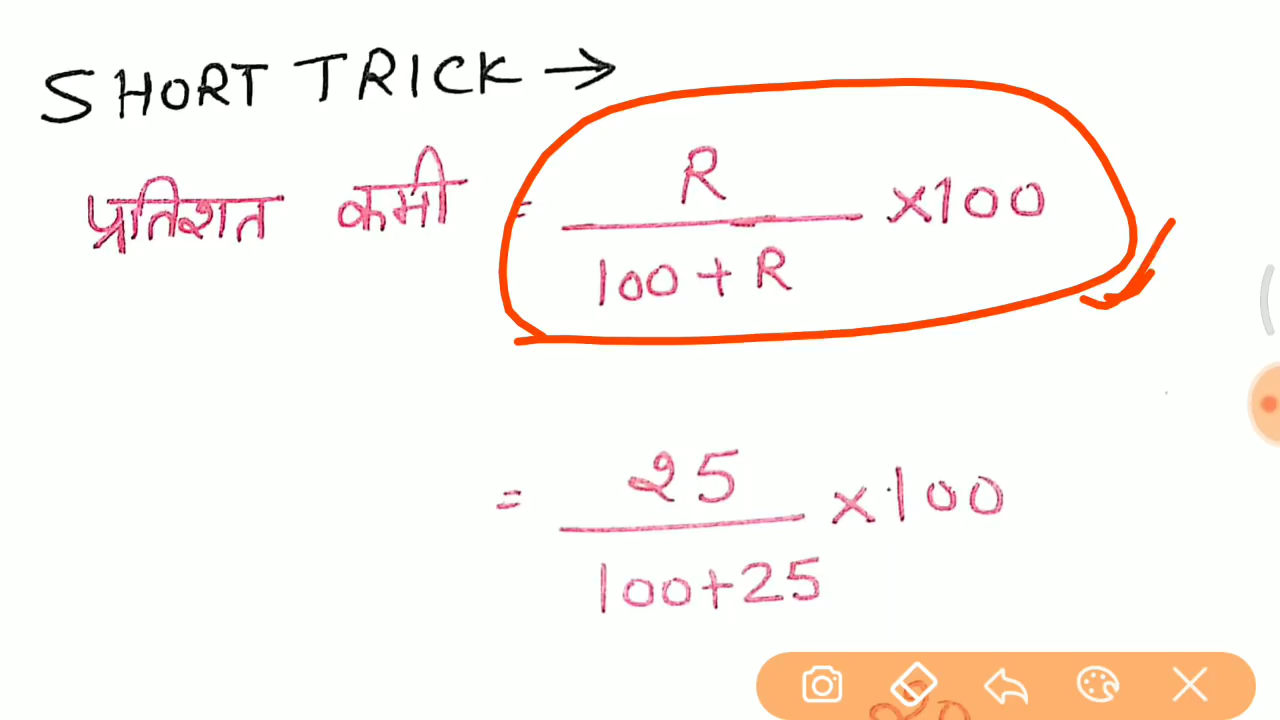 SHORT TRICK →
प्रतिशत कमी = R / 100 + R ×100
= 25 / 100+25 ×100